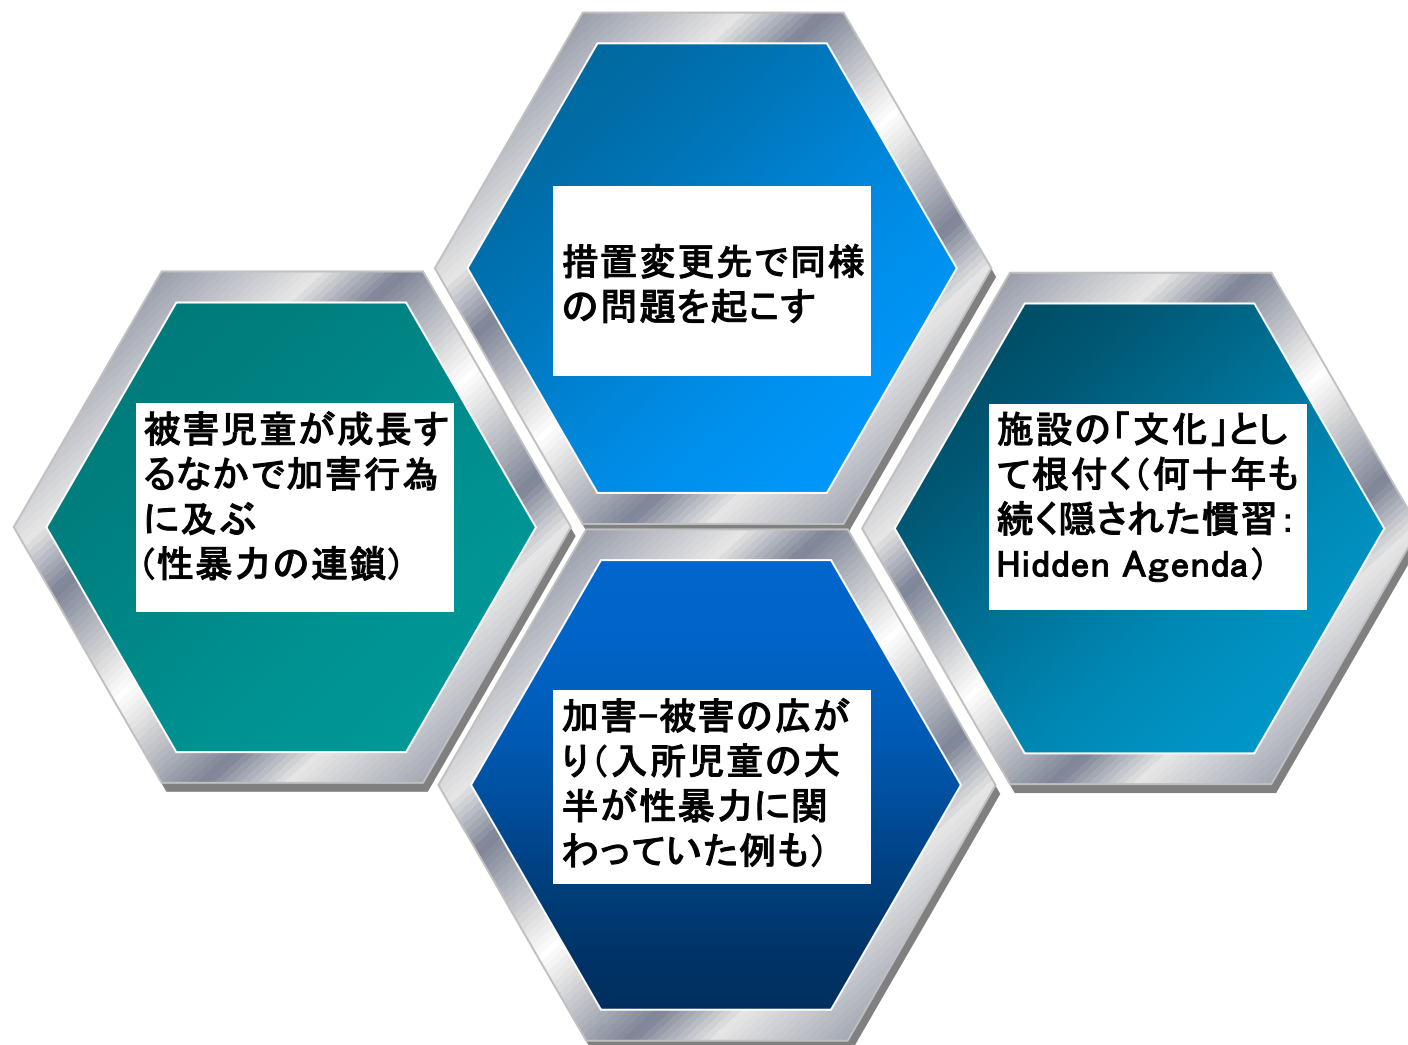 措置変更先で同様
の問題を起こす
被害児童が成長す
るなかで加害行為
に及ぶ
(性暴力の連鎖)
施設の「文化」とし
て根付く(何十年も
続く隠された慣習:
Hidden Agenda)
加害-被害の広が
り(入所児童の大
半が性暴力に関
わっていた例も)